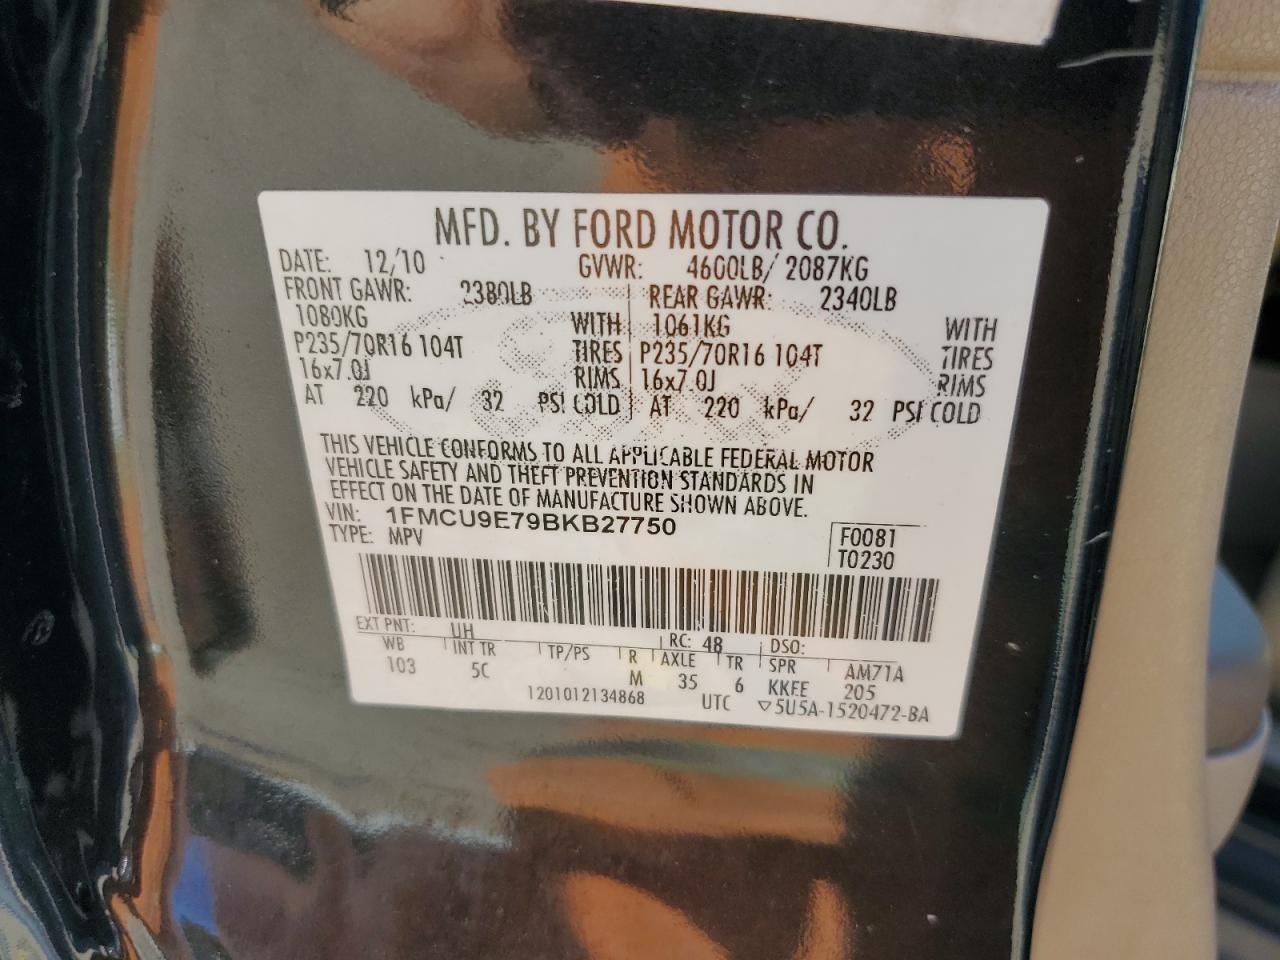 MFD. BY FORD MOTOR CO.
DATE: 12/10 GVWR: 4600LB/ 2087KG
FRONT GAWR: 2380LB REAR GAWR: 2340LB
1080KG WITH 1061KG WITH
P235/70R16 104T TIRES P235/70R16 104T TIRES
16x7.0J RIMS 16x7.0J RIMS
AT 220 kPa/ 32 PSI COLD AT 220 kPa/ 32 PSI COLD
THIS VEHICLE CONFORMS TO ALL APPLICABLE FEDERAL MOTOR
VEHICLE SAFETY AND THEFT PREVENTION STANDARDS IN
EFFECT ON THE DATE OF MANUFACTURE SHOWN ABOVE.
VIN: 1FMCU9E79BKB27750
TYPE: MPV
F0081
T0230
EXT PNT: UH RC: 48 DSO:
WB INT TR TP/PS R AXLE TR SPR AM71A
103 5C M 35 6 KKFE 205
1201012134868 UTC ▽5U5A-1520472-BA